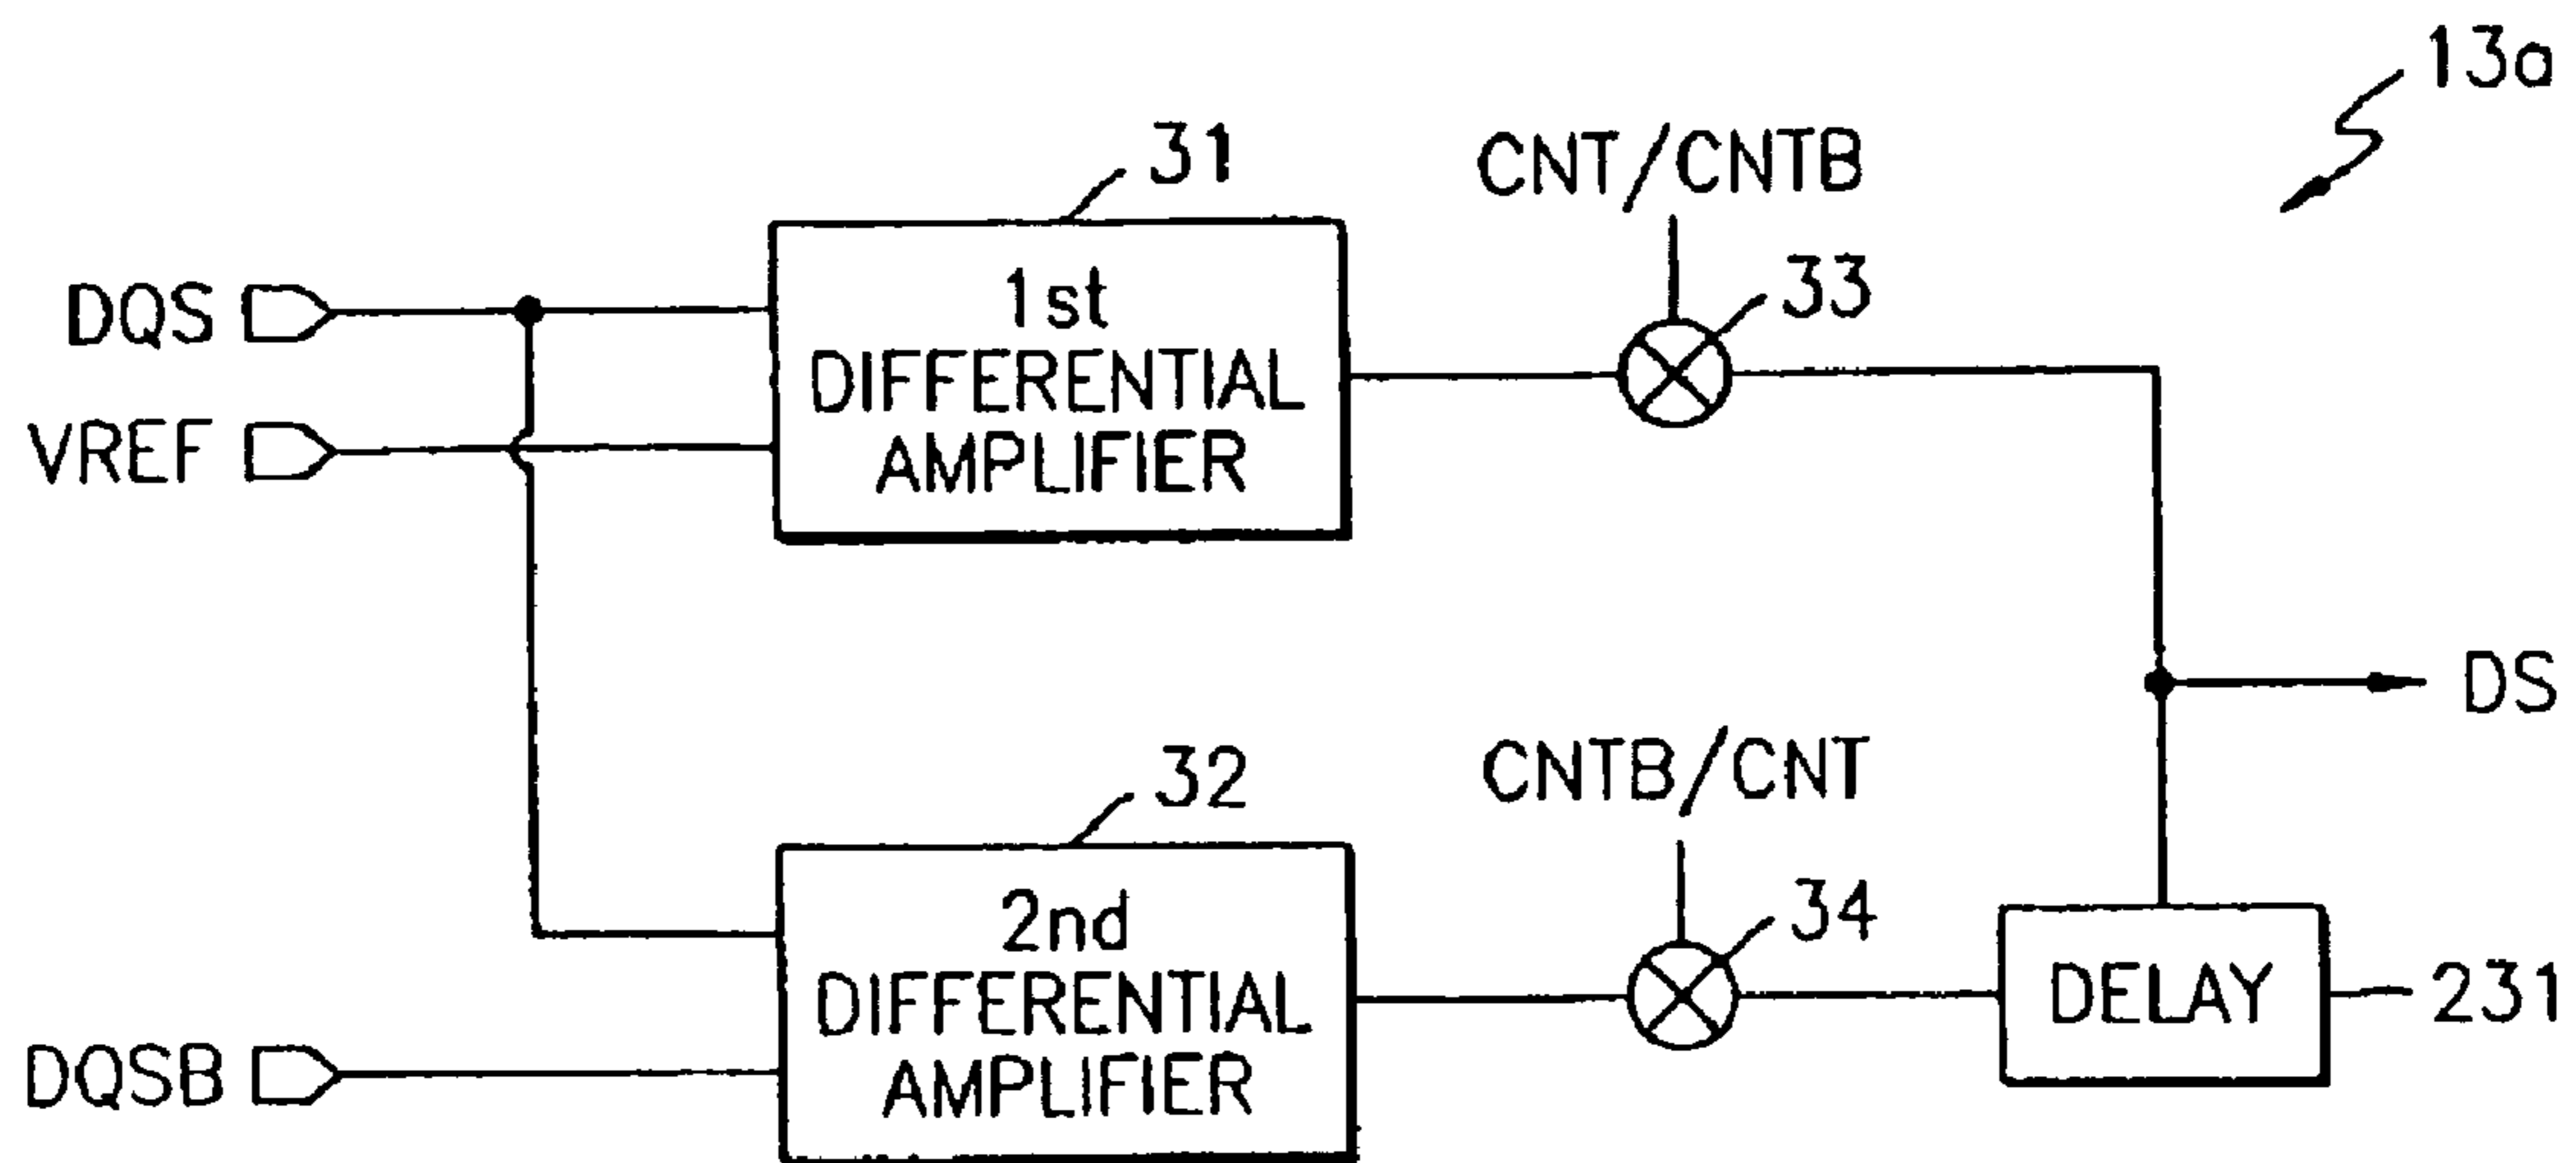 13a
31
CNT/CNTB
33
DQS
VREF
1st
DIFFERENTIAL
AMPLIFIER
DS
32
CNTB/CNT
34
2nd
DIFFERENTIAL
AMPLIFIER
DELAY
231
DQSB